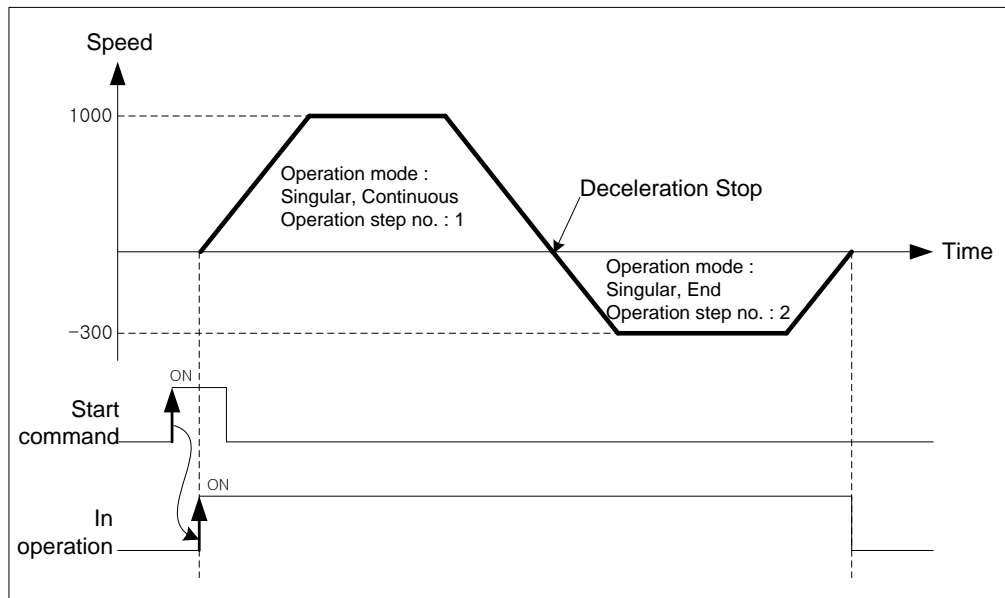 Speed
1000
Operation mode :
Singular, Continuous
Operation step no. : 1
Deceleration Stop
Time
Operation mode :
Singular, End
Operation step no. : 2
−300
ON
Start
command
ON
In
operation